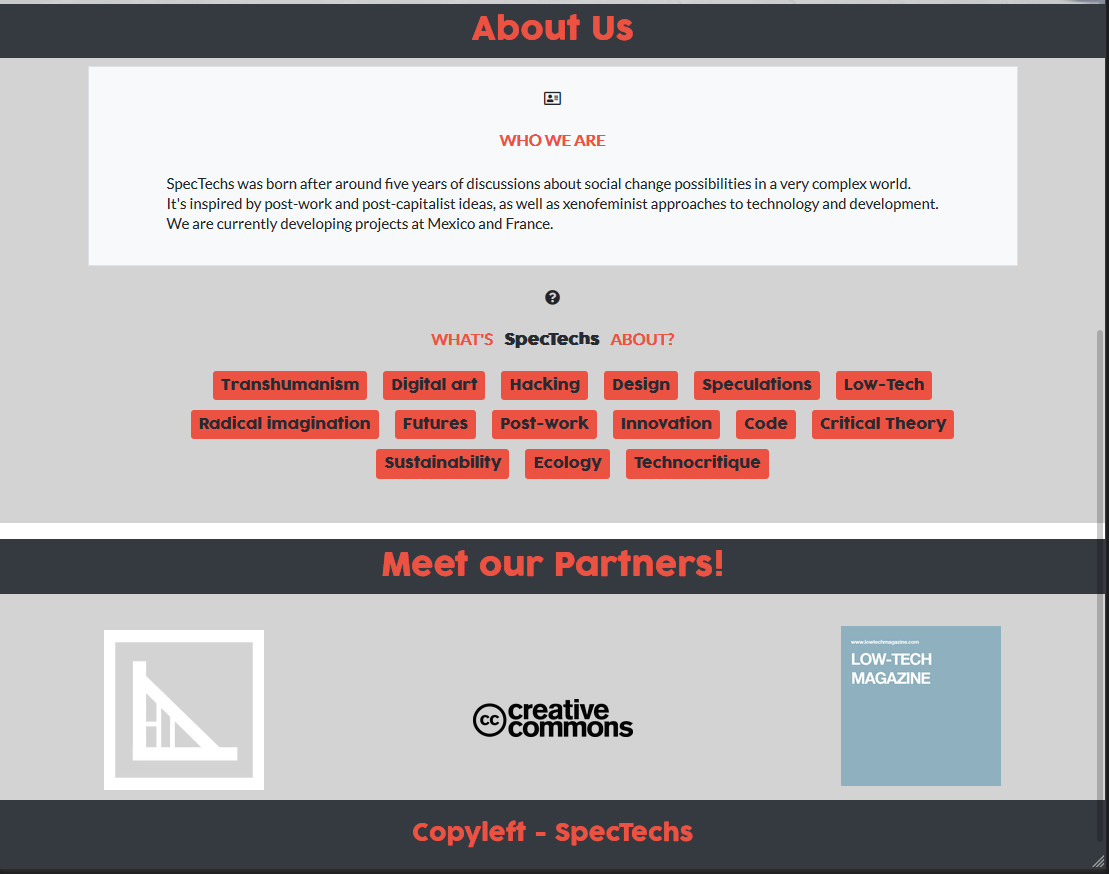 About Us
WHO WE ARE
SpecTechs was born after around five years of discussions about social change possibilities in a very complex world.
It's inspired by post-work and post-capitalist ideas, as well as xenofeminist approaches to technology and development.
We are currently developing projects at Mexico and France.
?
WHAT'S SpecTechs ABOUT?
Transhumanism Digital art Hacking Design Speculations Low-Tech
Radical imagination Futures Post-work Innovation Code Critical Theory
Sustainability Ecology Technocritique
Meet our Partners!
www.lowtechmagazine.com
LOW-TECH
MAGAZINE
cc creative
commons
Copyleft - SpecTechs